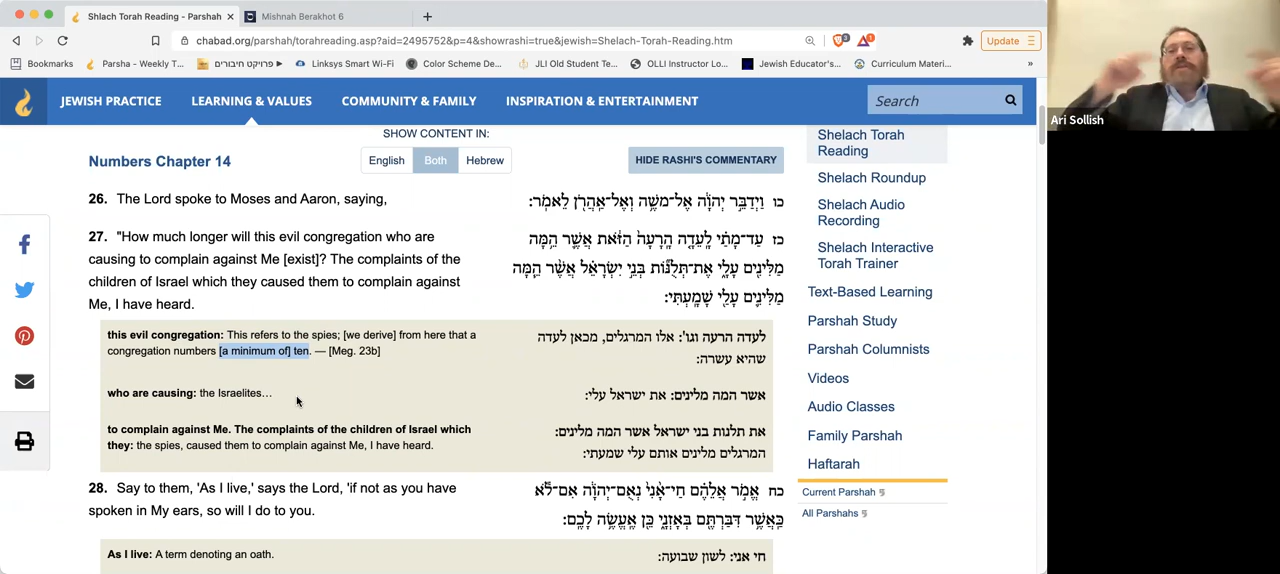 Shlach Torah Reading - Parshah
Mishnah Berakhot 6
chabad.org/parshah/torahreading.asp?aid=2495752&p=4&showrashi=true&jewish=Shelach-Torah-Reading.htm
3
1
Update
Bookmarks
Parsha - Weekly T...
פרויקט חיבורים
Linksys Smart Wi-Fi
Color Scheme De...
JLI Old Student Te...
OLLI Instructor Lo...
Jewish Educator's...
Curriculum Materi...
»
JEWISH PRACTICE
LEARNING & VALUES
COMMUNITY & FAMILY
INSPIRATION & ENTERTAINMENT
Search
Ari Sollish
SHOW CONTENT IN:
Numbers Chapter 14
English
Both
Hebrew
HIDE RASHI'S COMMENTARY
26. The Lord spoke to Moses and Aaron, saying,
כו וַיְדַבֵּ֣ר יְהֹוָ֔ה אֶל־משֶׁ֥ה וְאֶל־אַֽהֲרֹ֖ן לֵאמֹֽר:
27. "How much longer will this evil congregation who are
causing to complain against Me [exist]? The complaints of the
children of Israel which they caused them to complain against
Me, I have heard.
כז עַד־מָתַ֗י לָֽעֵדָ֤ה הָֽרָעָה֙ הַזֹּ֔את אֲשֶׁ֛ר הֵ֥מָּה
מַלִּינִ֖ים עָלָ֑י אֶת־תְּלֻנּ֞וֹת בְּנֵ֣י יִשְׂרָאֵ֗ל אֲשֶׁ֨ר הֵ֧מָּה
מַלִּינִ֛ים עָלַ֖י שָׁמָֽעְתִּי:
this evil congregation: This refers to the spies; [we derive] from here that a
congregation numbers [a minimum of] ten. — [Meg. 23b]
לעדה הרעה וגו': אלו המרגלים, מכאן לעדה
שהיא עשרה:
who are causing: the Israelites…
אשר המה מלינים: את ישראל עלי:
to complain against Me. The complaints of the children of Israel which
they: the spies, caused them to complain against Me, I have heard.
את תלנות בני ישראל אשר המה מלינים:
המרגלים מלינים אותם עלי שמעתי:
28. Say to them, 'As I live,' says the Lord, 'if not as you have
spoken in My ears, so will I do to you.
כח אֱמֹ֣ר אֲלֵהֶ֗ם חַי־אָ֨נִי֙ נְאֻם־יְהֹוָ֔ה אִם־לֹ֕א
כַּֽאֲשֶׁ֥ר דִּבַּרְתֶּ֖ם בְּאָזְנָ֑י כֵּ֖ן אֶֽעֱשֶׂ֥ה לָכֶֽם:
As I live: A term denoting an oath.
חי אני: לשון שבועה:
Shelach Torah
Reading
Shelach Roundup
Shelach Audio
Recording
Shelach Interactive
Torah Trainer
Text-Based Learning
Parshah Study
Parshah Columnists
Videos
Audio Classes
Family Parshah
Haftarah
Current Parshah
All Parshahs